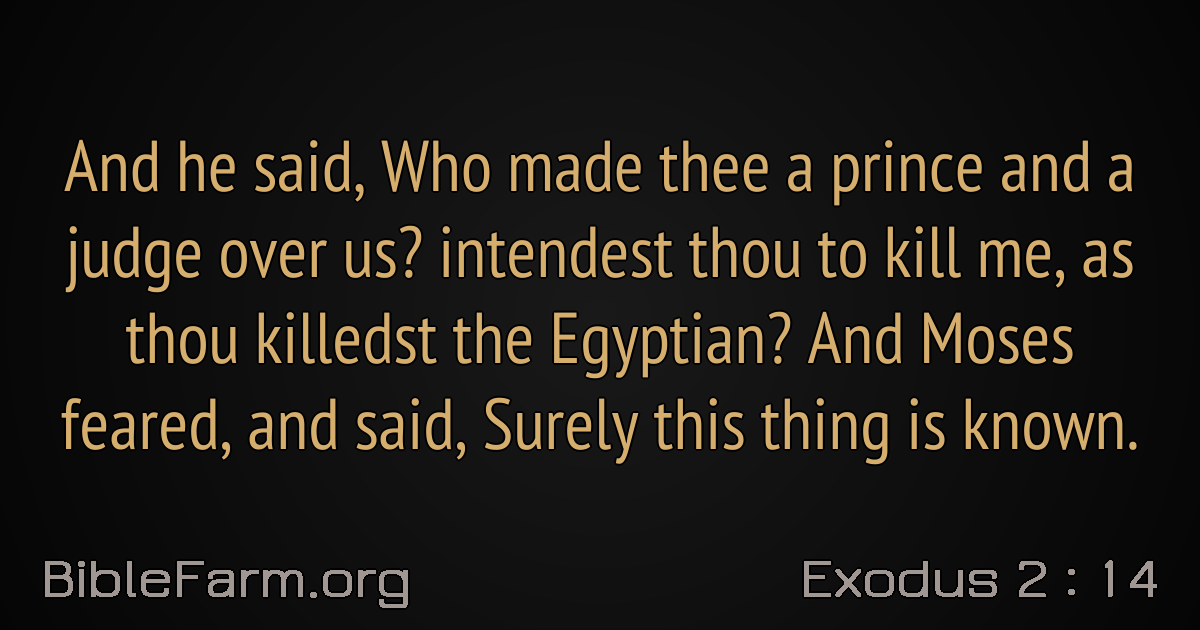 And he said, Who made thee a prince and a
judge over us? intendest thou to kill me, as
thou killedst the Egyptian? And Moses
feared, and said, Surely this thing is known.
BibleFarm.org
Exodus 2 : 14